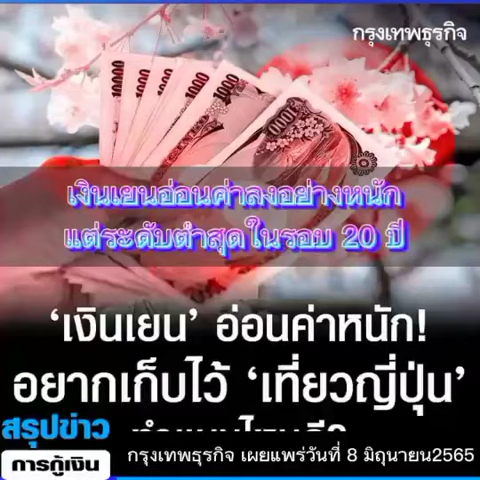 กรุงเทพธุรกิจ
เงินเยนอ่อนค่าลงอย่างหนัก
แต่ระดับต่ำสุดในรอบ 20 ปี
‘เงินเยน’ อ่อนค่าหนัก!
อยากเก็บไว้ ‘เที่ยวญี่ปุ่น’
สรุปข่าว
การกู้เงิน
กรุงเทพธุรกิจ เผยแพร่วันที่ 8 มิถุนายน2565